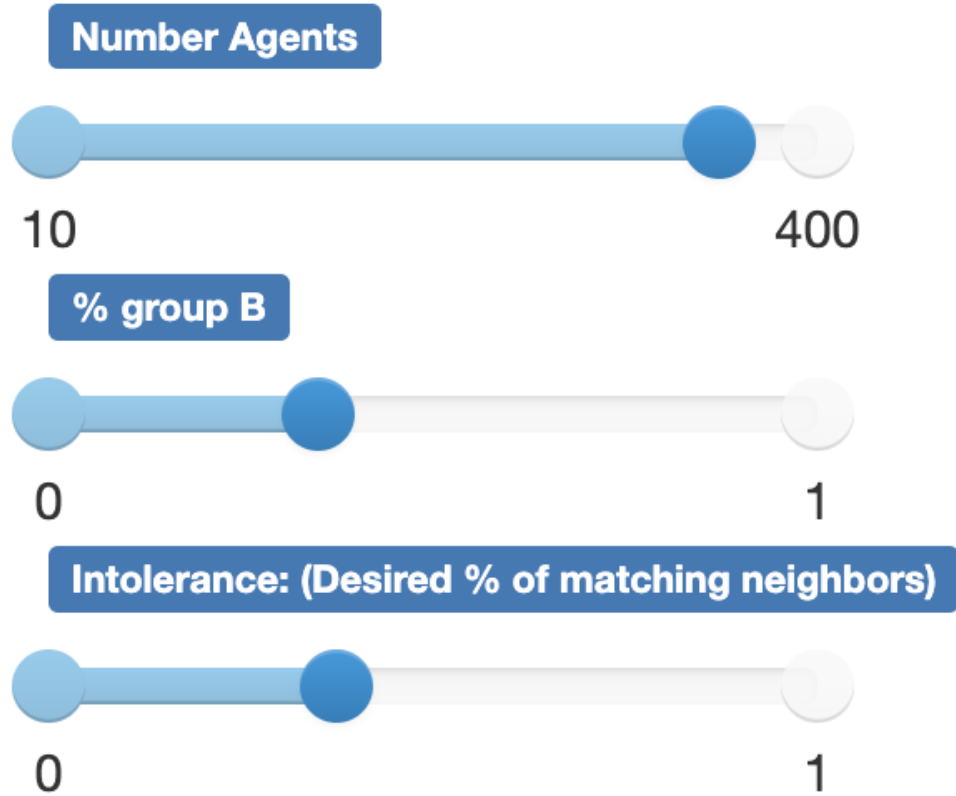 Number Agents
10 400
% group B
0 1
Intolerance: (Desired % of matching neighbors)
0 1